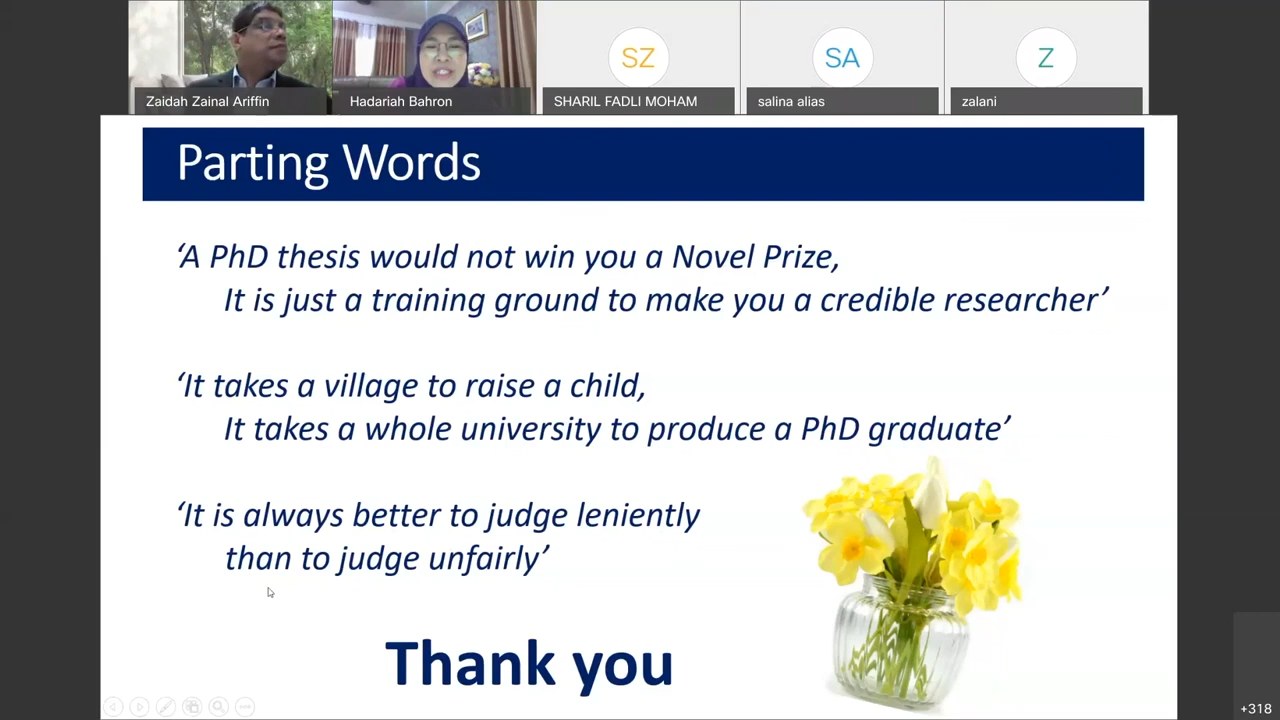 SZ
SA
Z
Zaidah Zainal Ariffin
Hadariah Bahron
SHARIL FADLI MOHAM
salina alias
zalani
Parting Words
‘A PhD thesis would not win you a Novel Prize,
It is just a training ground to make you a credible researcher’
‘It takes a village to raise a child,
It takes a whole university to produce a PhD graduate’
‘It is always better to judge leniently
than to judge unfairly’
Thank you
+318